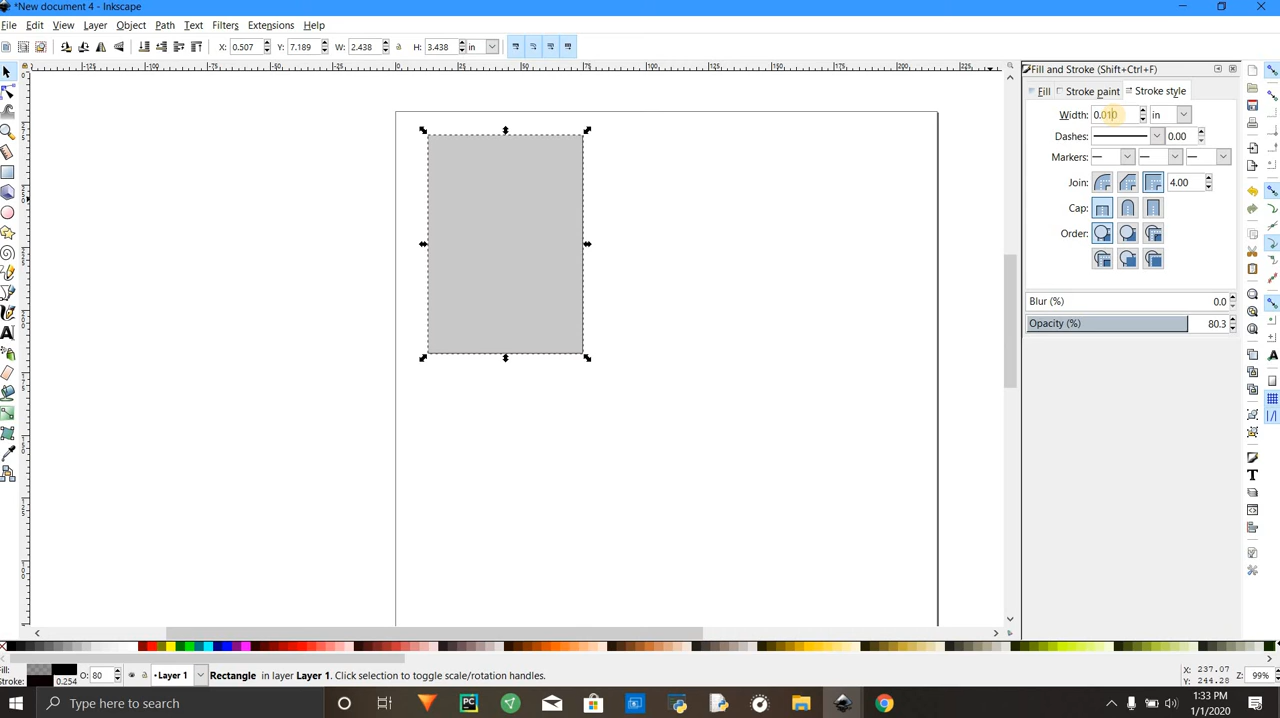 *New document 4 - Inkscape
File Edit View Layer Object Path Text Filters Extensions Help
X: 0.507 Y: 7.189 W: 2.438 H: 3.438 in
Fill and Stroke (Shift+Ctrl+F)
Fill Stroke paint Stroke style
Width: 0.010 in
Dashes: 0.00
Markers:
Join: 4.00
Cap:
Order:
Blur (%) 0.0
Opacity (%) 80.3
Fill:
Stroke: 0.254
O: 80
Layer 1
Rectangle in layer Layer 1. Click selection to toggle scale/rotation handles.
X: 237.07
Y: 244.28
Z: 99%
Type here to search
1:33 PM
1/1/2020